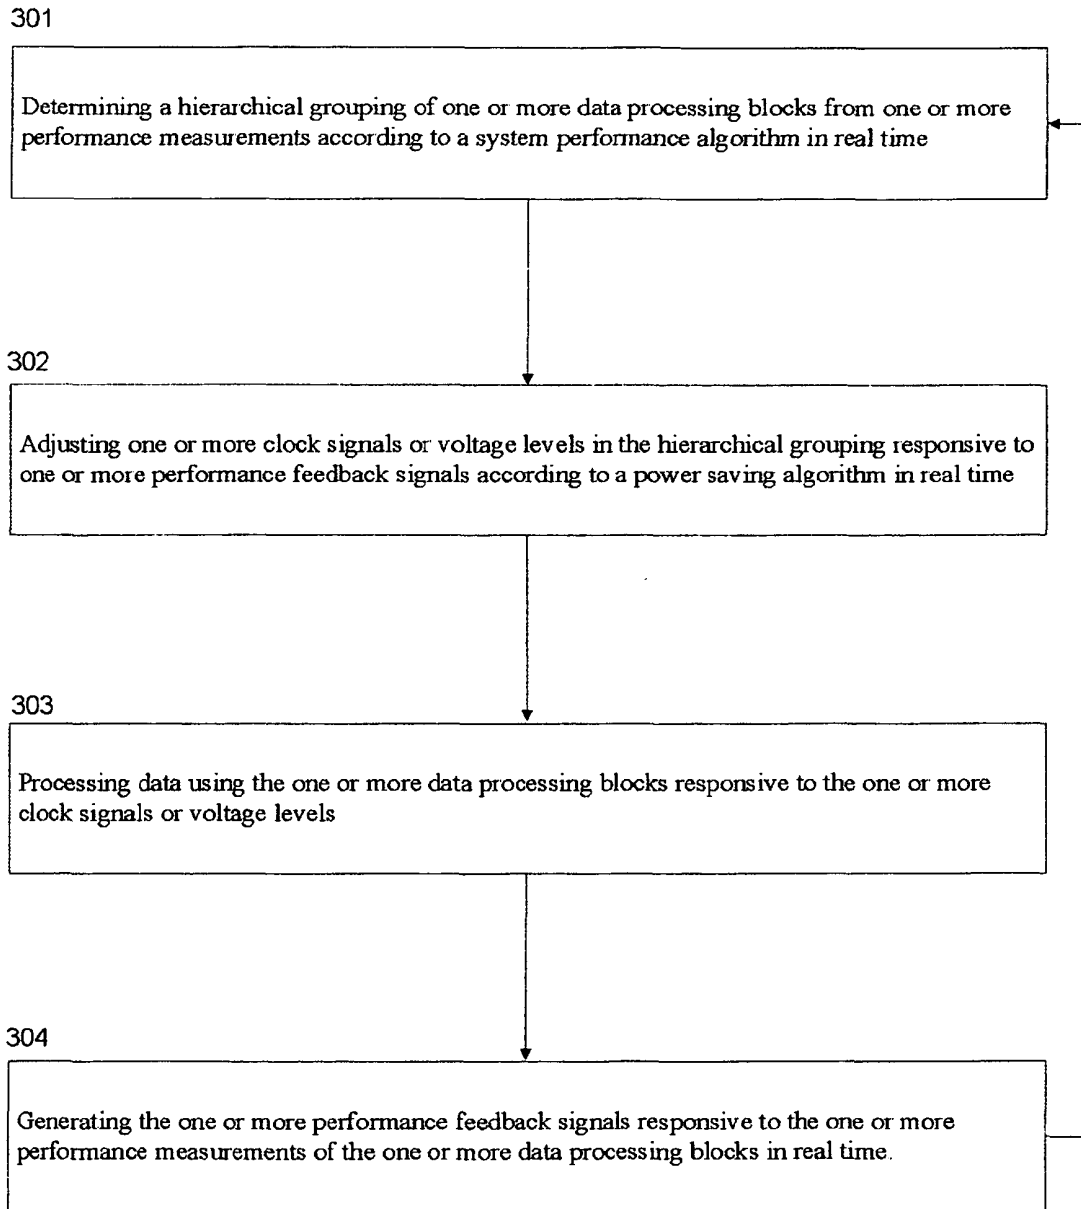 301
Determining a hierarchical grouping of one or more data processing blocks from one or more
performance measurements according to a system performance algorithm in real time
302
Adjusting one or more clock signals or voltage levels in the hierarchical grouping responsive to
one or more performance feedback signals according to a power saving algorithm in real time
303
Processing data using the one or more data processing blocks responsive to the one or more
clock signals or voltage levels
304
Generating the one or more performance feedback signals responsive to the one or more
performance measurements of the one or more data processing blocks in real time.